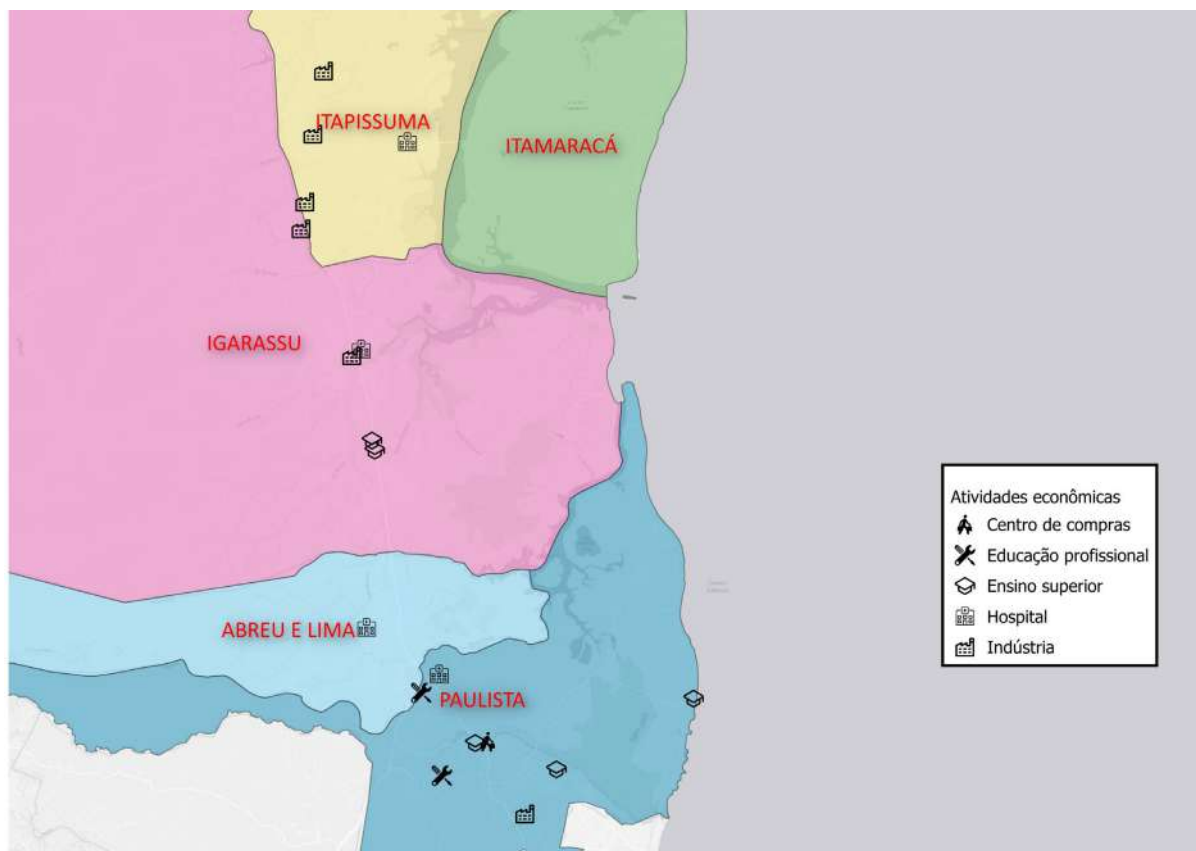 ITAPISSUMA
ITAMARACÁ
IGARASSU
ABREU E LIMA
PAULISTA
Atividades econômicas
Centro de compras
Educação profissional
Ensino superior
Hospital
Indústria